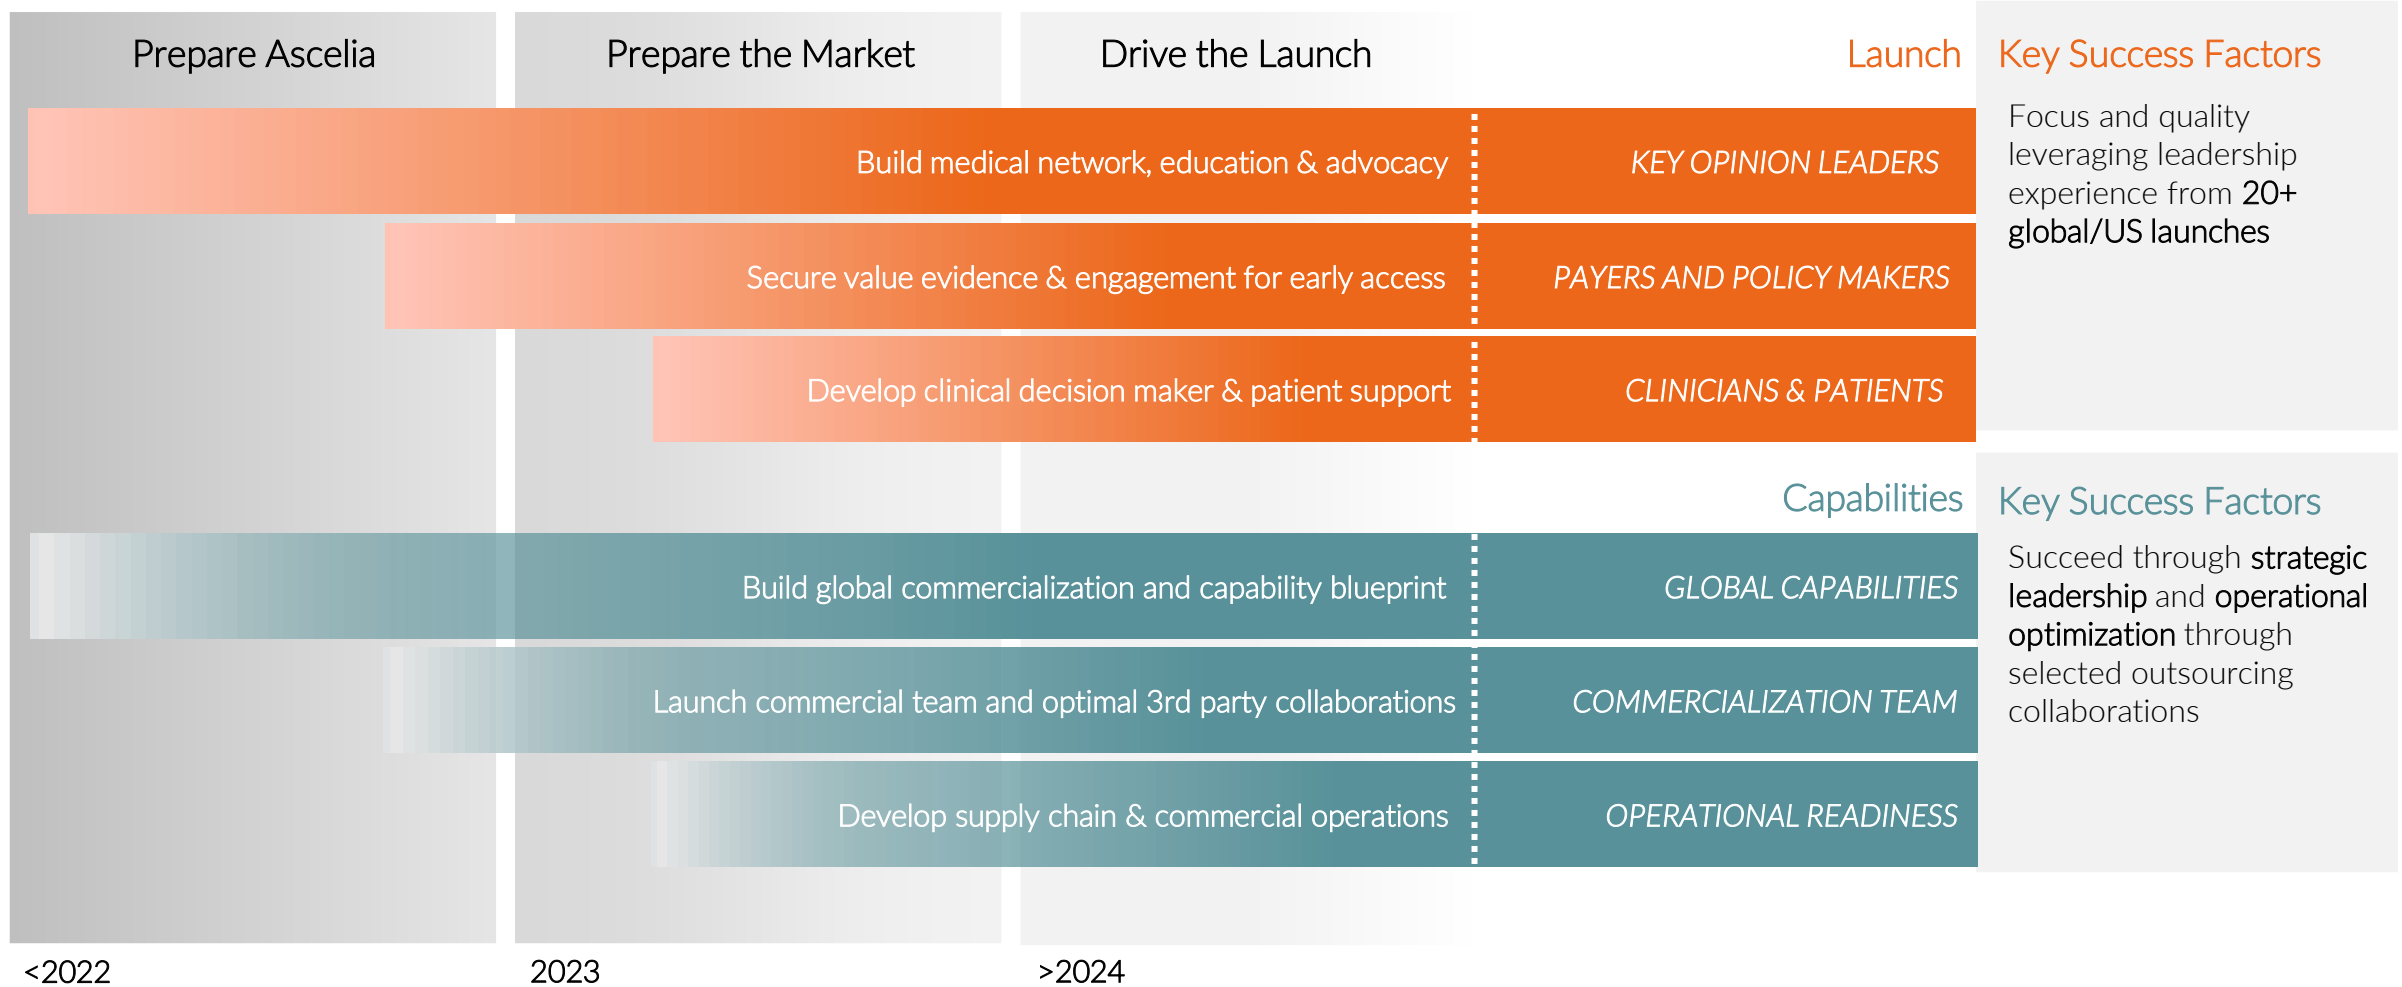 Prepare Ascelia
Prepare the Market
Drive the Launch
Launch
Build medical network, education & advocacy
KEY OPINION LEADERS
Secure value evidence & engagement for early access
PAYERS AND POLICY MAKERS
Develop clinical decision maker & patient support
CLINICIANS & PATIENTS
Key Success Factors
Focus and quality
leveraging leadership
experience from 20+
global/US launches
Capabilities
Build global commercialization and capability blueprint
GLOBAL CAPABILITIES
Launch commercial team and optimal 3rd party collaborations
COMMERCIALIZATION TEAM
Develop supply chain & commercial operations
OPERATIONAL READINESS
Key Success Factors
Succeed through strategic
leadership and operational
optimization through
selected outsourcing
collaborations
<2022
2023
>2024